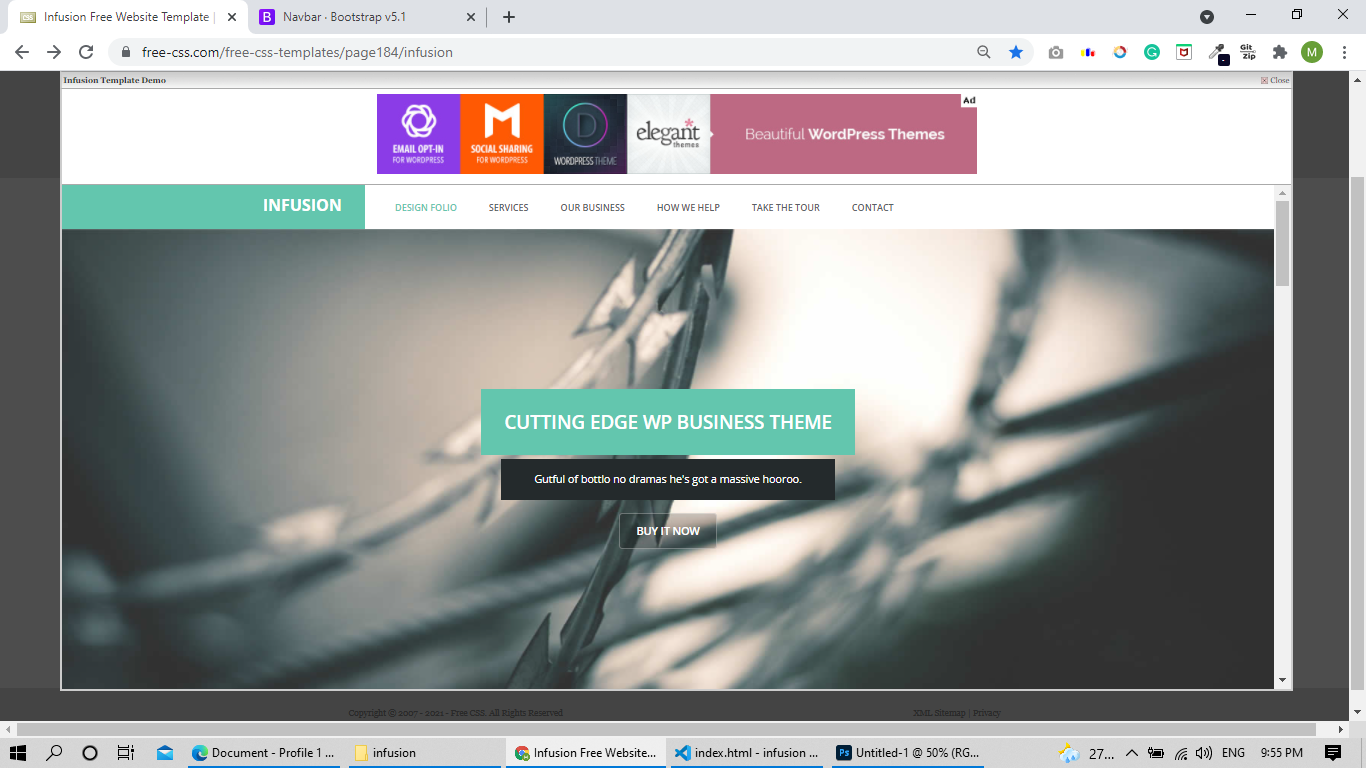 Infusion Free Website Template |
Navbar · Bootstrap v5.1
free-css.com/free-css-templates/page184/infusion
Git
Zip
M
Infusion Template Demo
Close
EMAIL OPT-IN
FOR WORDPRESS
SOCIAL SHARING
FOR WORDPRESS
D
WORDPRESS THEME
elegant
themes
Beautiful WordPress Themes
Ad
INFUSION
DESIGN FOLIO
SERVICES
OUR BUSINESS
HOW WE HELP
TAKE THE TOUR
CONTACT
CUTTING EDGE WP BUSINESS THEME
Gutful of bottlo no dramas he's got a massive hooroo.
BUY IT NOW
Copyright © 2007 - 2021 - Free CSS. All Rights Reserved
XML Sitemap | Privacy
Document - Profile 1 ...
infusion
Infusion Free Website...
index.html - infusion ...
Ps
Untitled-1 @ 50% (RG...
27...
ENG
9:55 PM